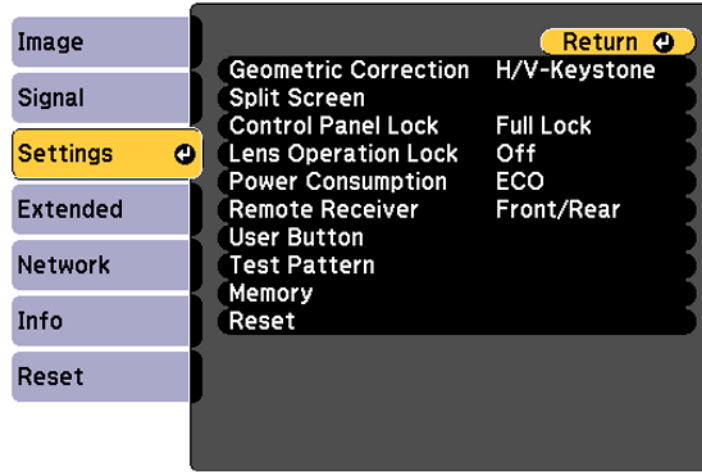 Image
Signal
Settings
Extended
Network
Info
Reset
Return
Geometric Correction H/V-Keystone
Split Screen
Control Panel Lock Full Lock
Lens Operation Lock Off
Power Consumption ECO
Remote Receiver Front/Rear
User Button
Test Pattern
Memory
Reset